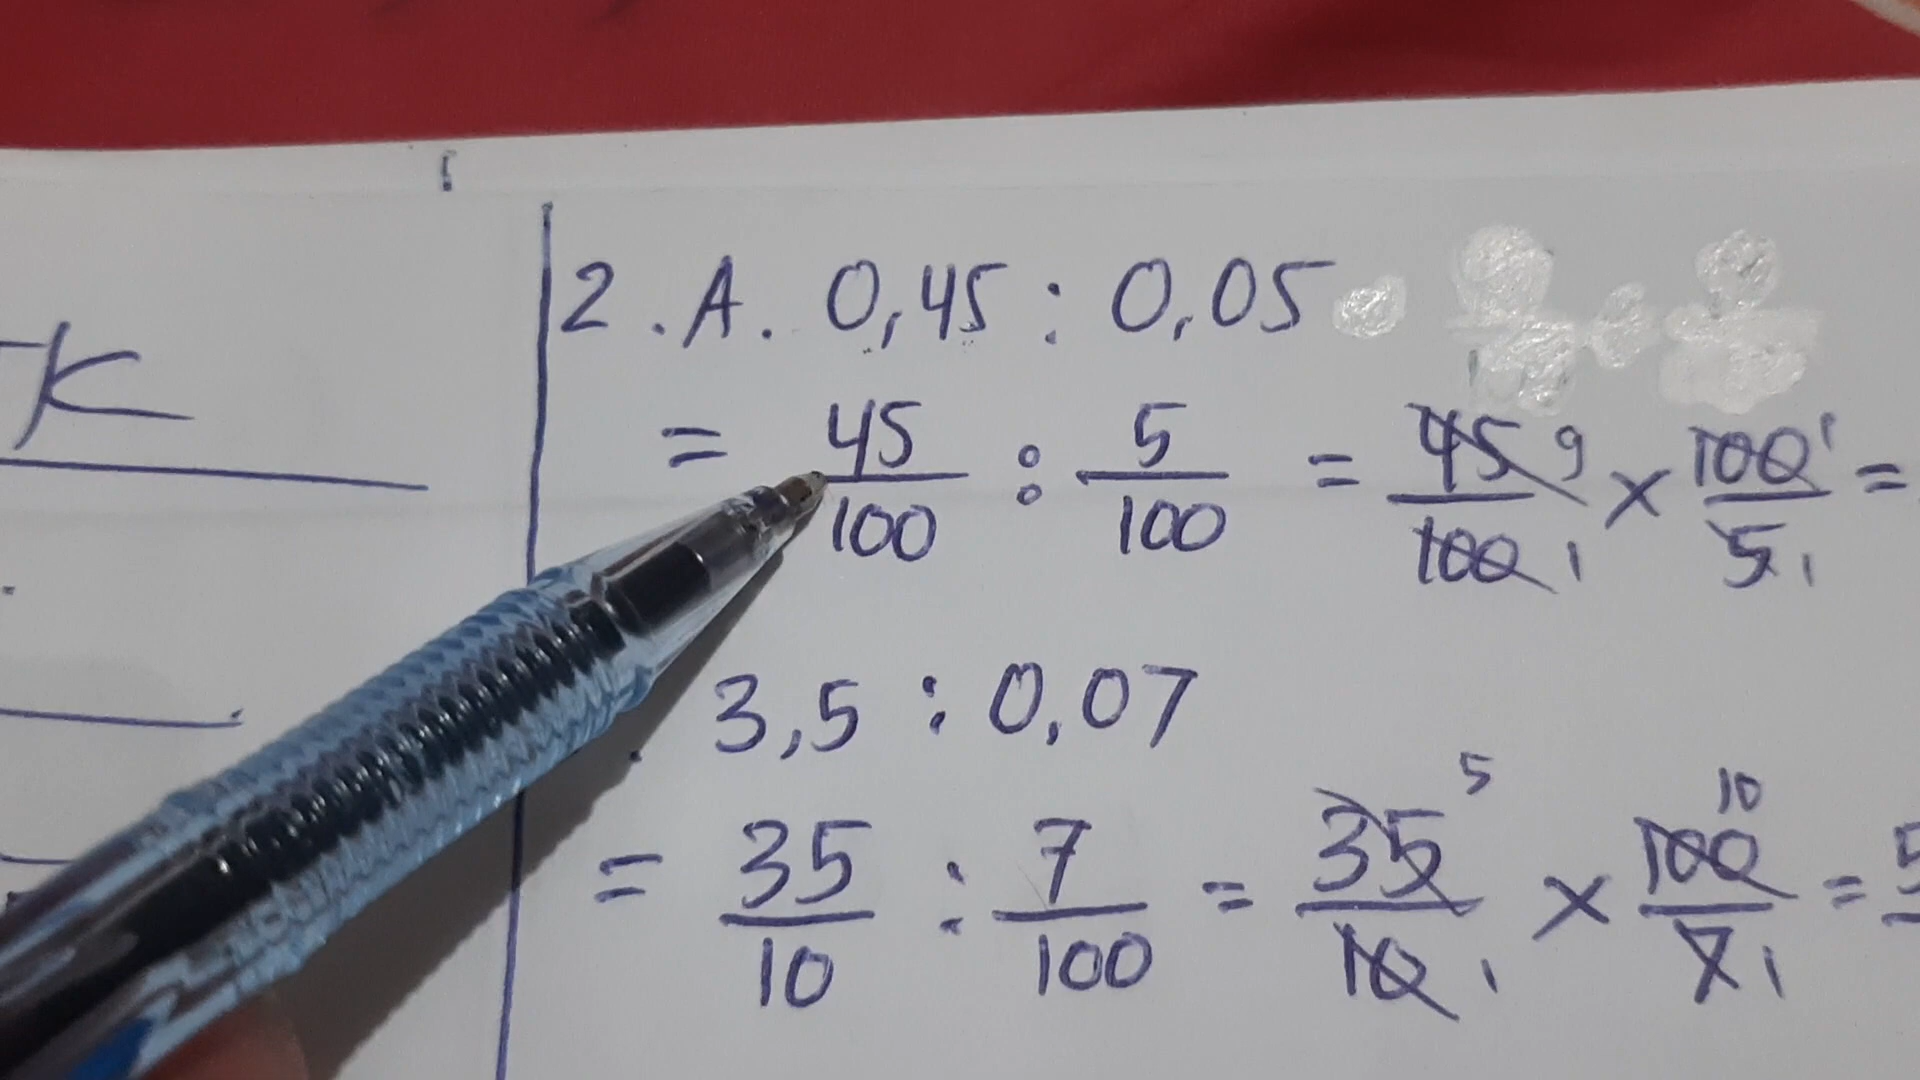 K
2. A. 0,45 : 0,05
= 45/100 : 5/100 = 45 9/100 1 × 100 1/5 1 =
3,5 : 0,07
= 35/10 : 7/100 = 35 5/10 1 × 100 10/7 1 = 5